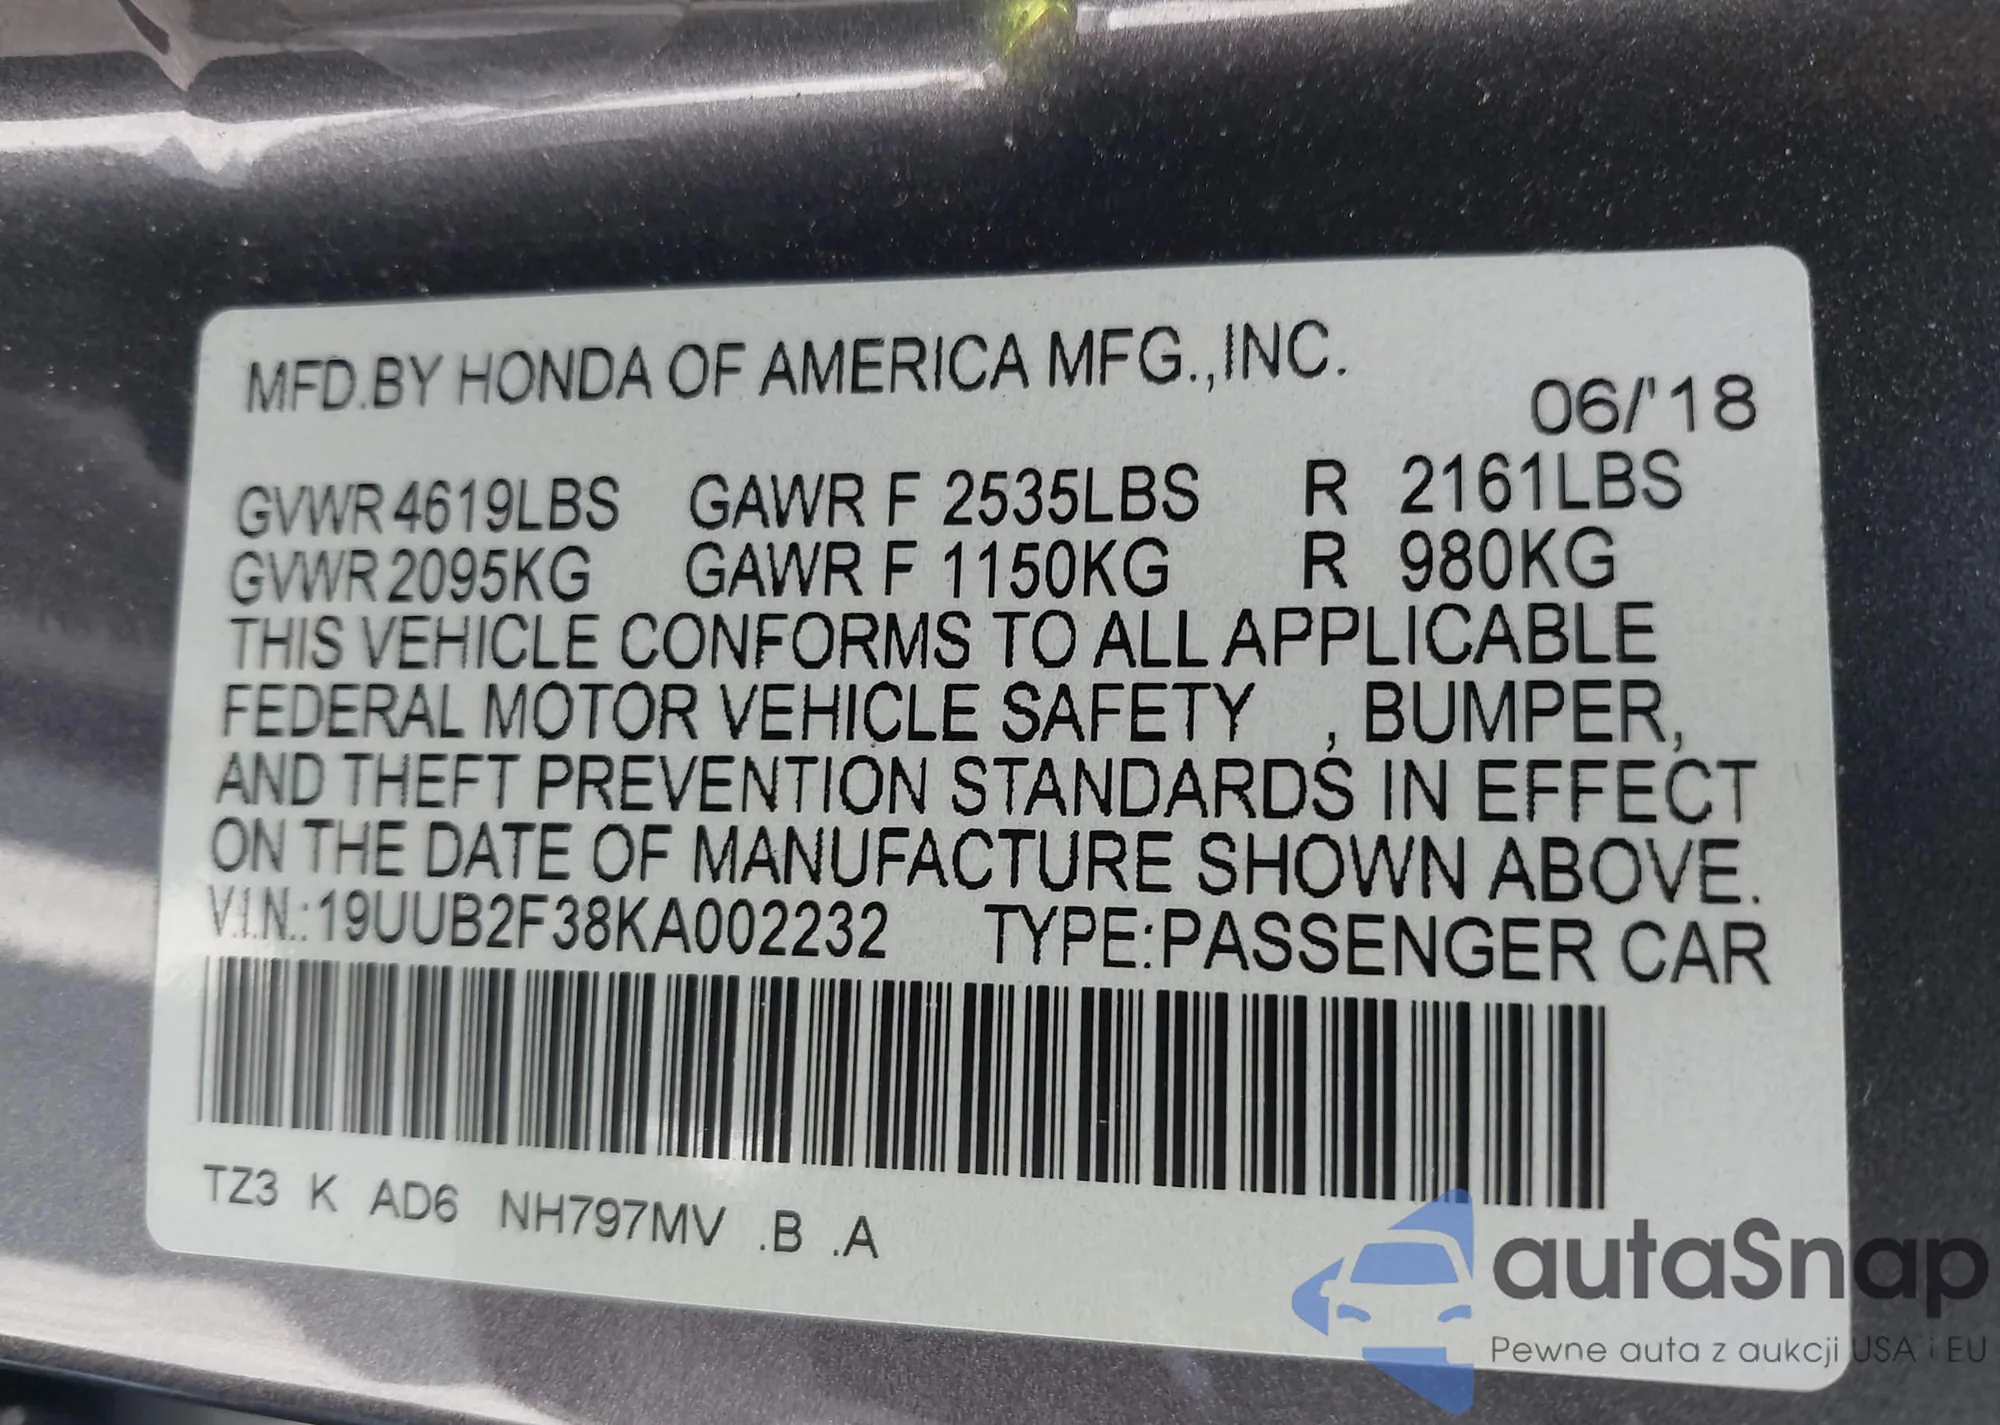 MFD.BY HONDA OF AMERICA MFG.,INC.
06/'18
GVWR 4619LBS GAWR F 2535LBS R 2161LBS
GVWR 2095KG GAWR F 1150KG R 980KG
THIS VEHICLE CONFORMS TO ALL APPLICABLE
FEDERAL MOTOR VEHICLE SAFETY , BUMPER,
AND THEFT PREVENTION STANDARDS IN EFFECT
ON THE DATE OF MANUFACTURE SHOWN ABOVE.
V.I.N.:19UUB2F38KA002232 TYPE:PASSENGER CAR
TZ3 K AD6 NH797MV .B .A
autaSnap
Pewne auta z aukcji USA i EU